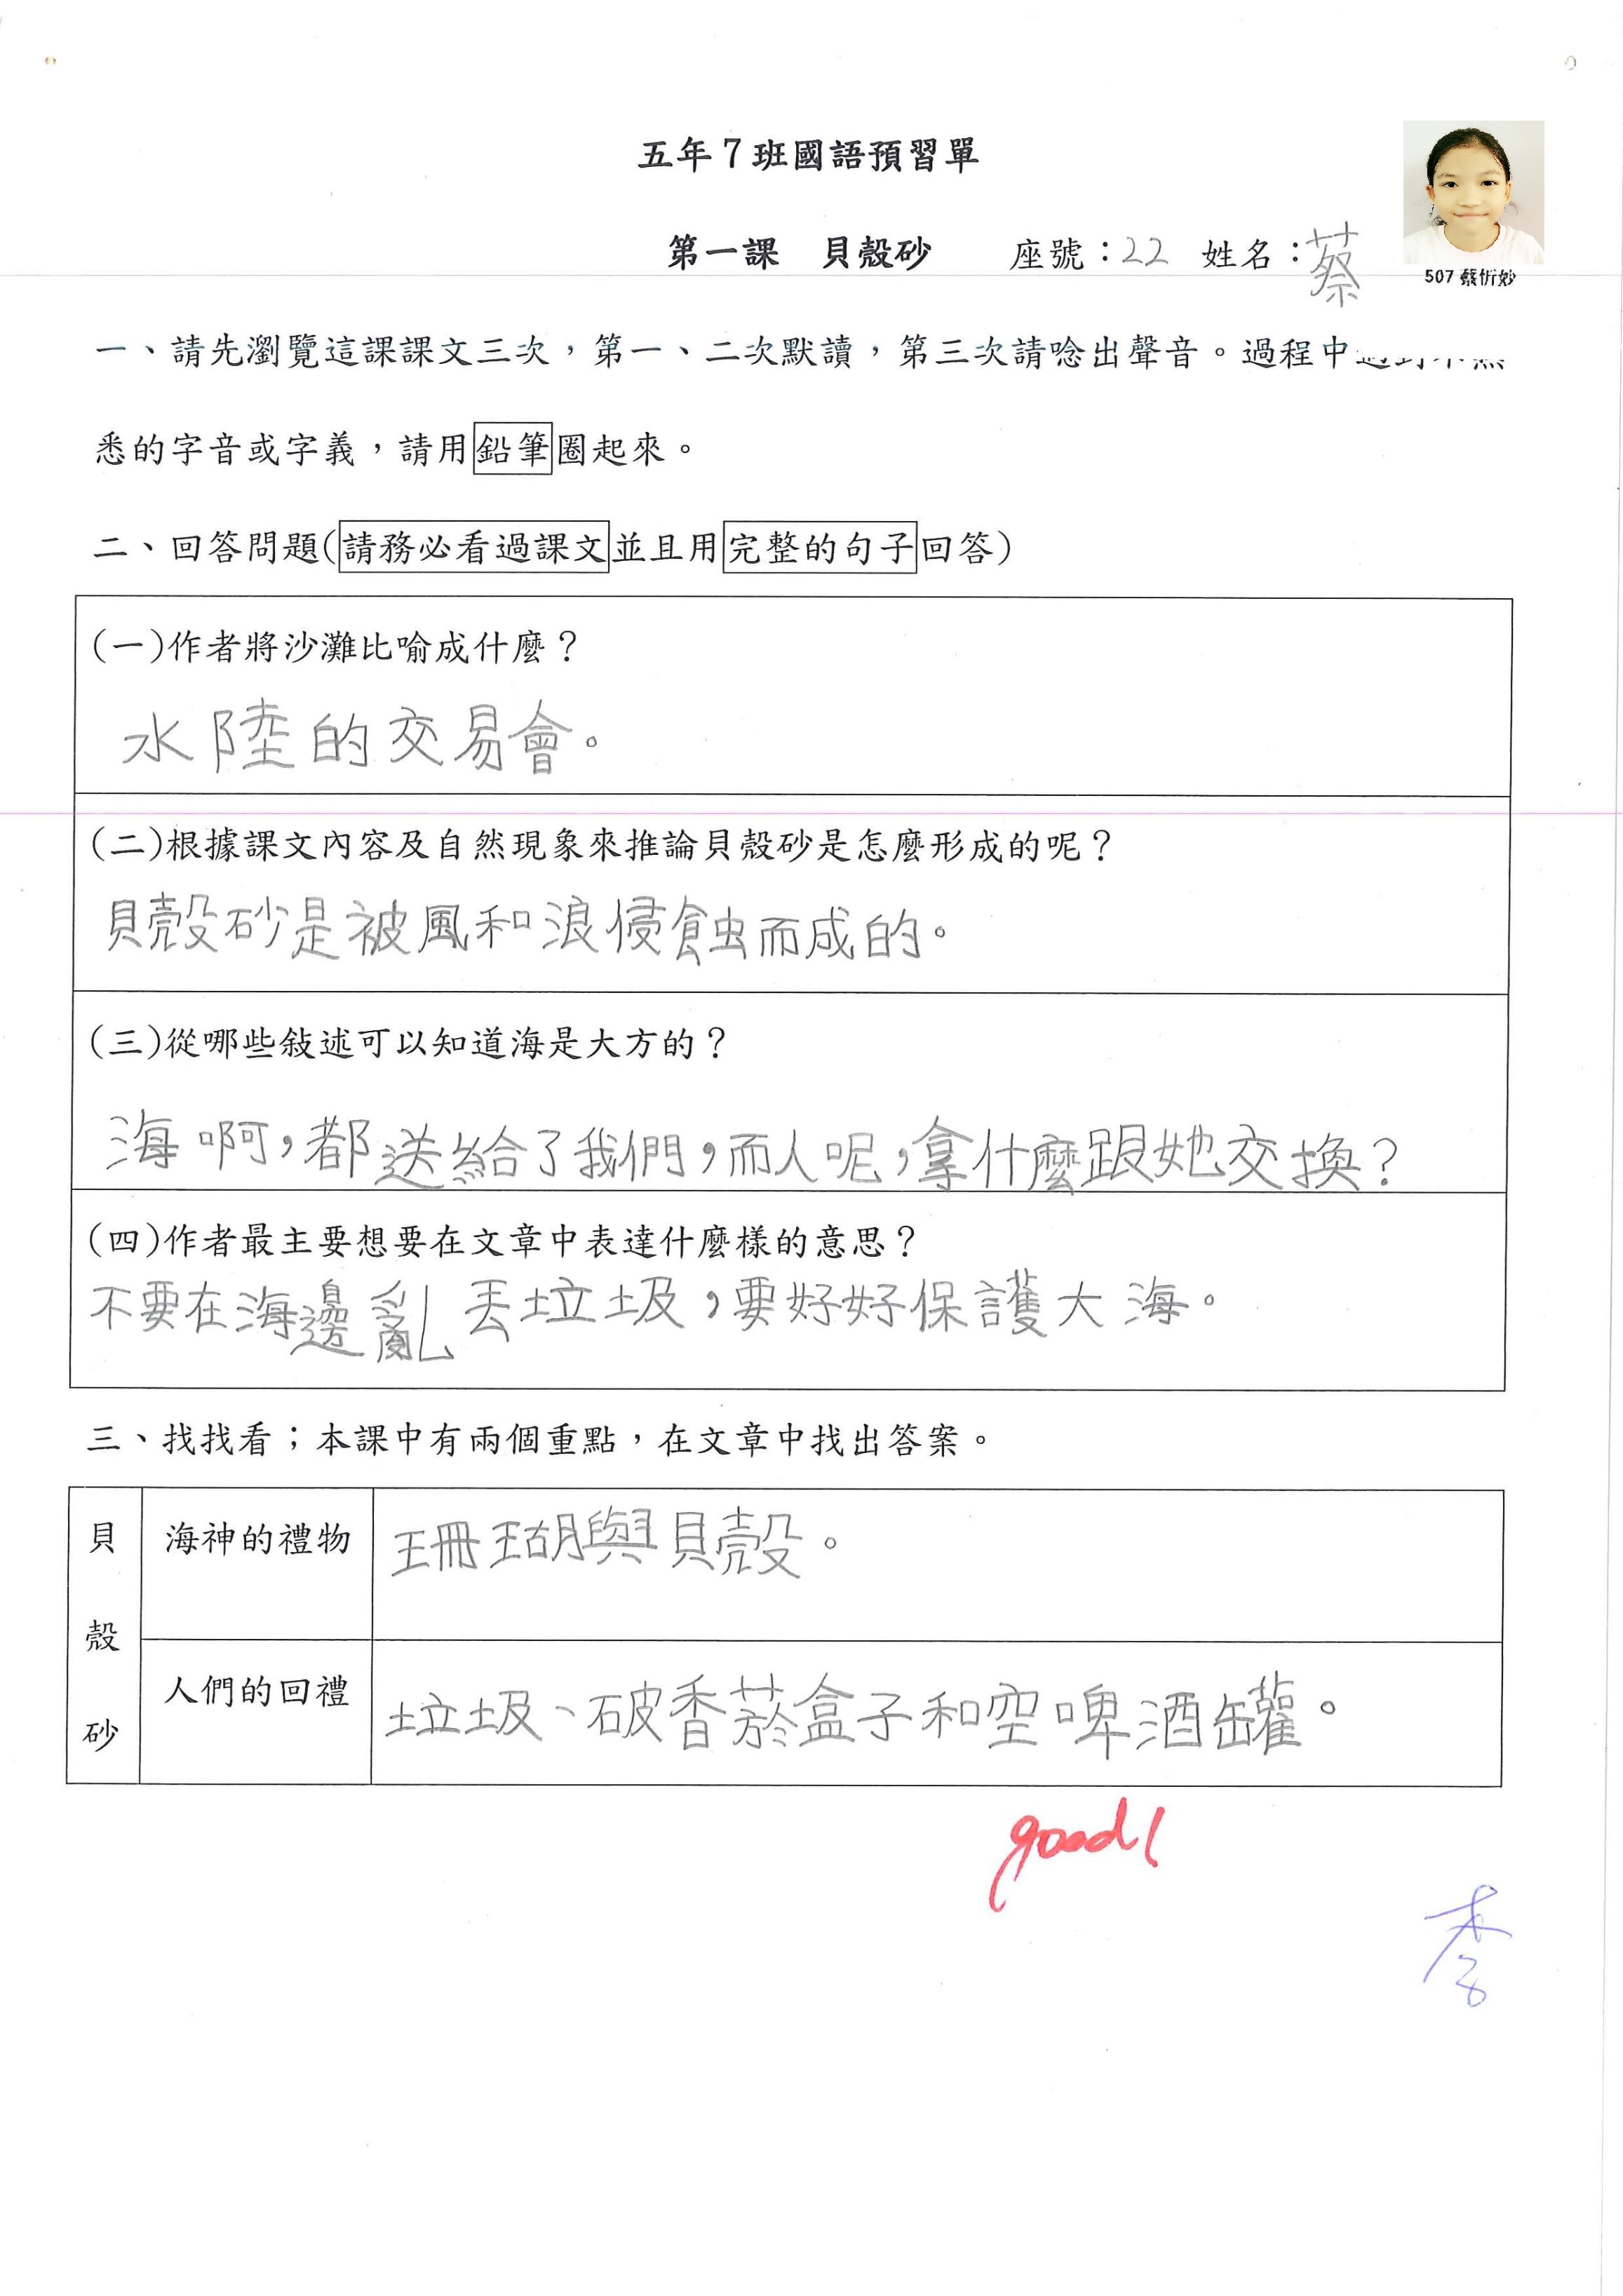 五年7班國語預習單
第一課 貝殼砂 座號：22 姓名：蔡
507 蔡忻妙
一、請先瀏覽這課課文三次，第一、二次默讀，第三次請唸出聲音。過程中
悉的字音或字義，請用鉛筆圈起來。
二、回答問題(請務必看過課文並且用完整的句子回答)
(一)作者將沙灘比喻成什麼？
水陸的交易會。
(二)根據課文內容及自然現象來推論貝殼砂是怎麼形成的呢？
貝殼砂是被風和浪侵蝕而成的。
(三)從哪些敘述可以知道海是大方的？
海啊，都送給了我們，而人呢，拿什麼跟她交換？
(四)作者最主要想要在文章中表達什麼樣的意思？
不要在海邊亂丟垃圾，要好好保護大海。
三、找找看；本課中有兩個重點，在文章中找出答案。
貝殼砂
海神的禮物
珊瑚與貝殼。
人們的回禮
垃圾、破香菸盒子和空啤酒罐。
good!